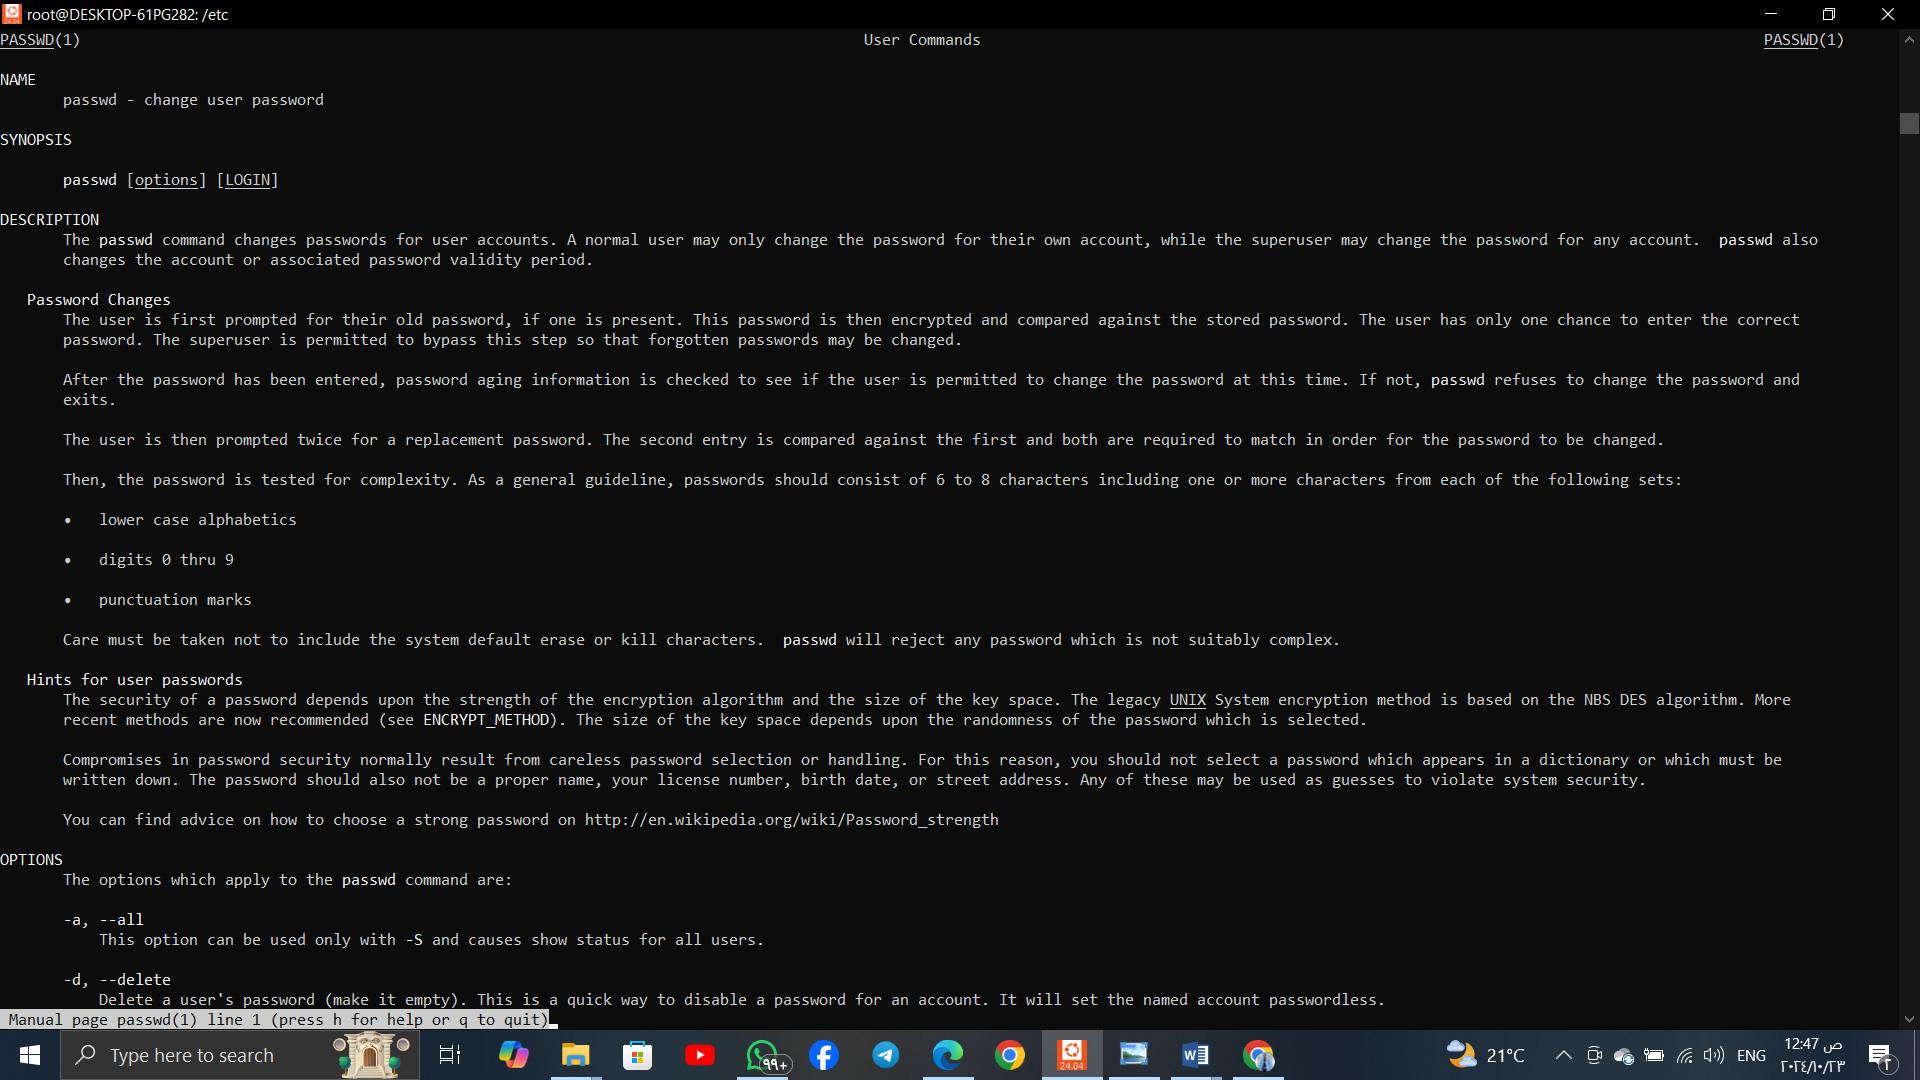 root@DESKTOP-61PG282: /etc
PASSWD(1) User Commands PASSWD(1)
NAME
passwd - change user password
SYNOPSIS
passwd [options] [LOGIN]
DESCRIPTION
The passwd command changes passwords for user accounts. A normal user may only change the password for their own account, while the superuser may change the password for any account.  passwd also
changes the account or associated password validity period.
Password Changes
The user is first prompted for their old password, if one is present. This password is then encrypted and compared against the stored password. The user has only one chance to enter the correct
password. The superuser is permitted to bypass this step so that forgotten passwords may be changed.
After the password has been entered, password aging information is checked to see if the user is permitted to change the password at this time. If not, passwd refuses to change the password and
exits.
The user is then prompted twice for a replacement password. The second entry is compared against the first and both are required to match in order for the password to be changed.
Then, the password is tested for complexity. As a general guideline, passwords should consist of 6 to 8 characters including one or more characters from each of the following sets:
• lower case alphabetics
• digits 0 thru 9
• punctuation marks
Care must be taken not to include the system default erase or kill characters.  passwd will reject any password which is not suitably complex.
Hints for user passwords
The security of a password depends upon the strength of the encryption algorithm and the size of the key space. The legacy UNIX System encryption method is based on the NBS DES algorithm. More
recent methods are now recommended (see ENCRYPT_METHOD). The size of the key space depends upon the randomness of the password which is selected.
Compromises in password security normally result from careless password selection or handling. For this reason, you should not select a password which appears in a dictionary or which must be
written down. The password should also not be a proper name, your license number, birth date, or street address. Any of these may be used as guesses to violate system security.
You can find advice on how to choose a strong password on http://en.wikipedia.org/wiki/Password_strength
OPTIONS
The options which apply to the passwd command are:
-a, --all
This option can be used only with -S and causes show status for all users.
-d, --delete
Delete a user's password (make it empty). This is a quick way to disable a password for an account. It will set the named account passwordless.
Manual page passwd(1) line 1 (press h for help or q to quit)
Type here to search
٩٩+
24.04
21°C
ENG
12:47 ص
٢٠٢٤/١٠/٢٣
٢